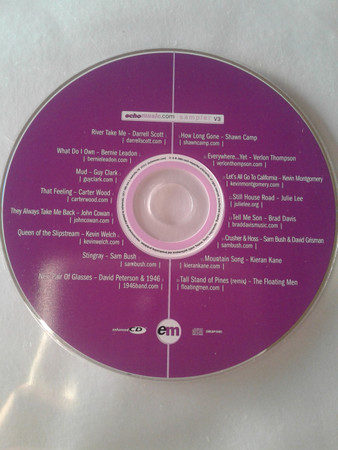 echomusic.com sampler V3
River Take Me – Darrell Scott
| darrellscott.com |
What Do I Own – Bernie Leadon
| bernieleadon.com |
Mud – Guy Clark
| guyclark.com |
That Feeling – Carter Wood
| carterwood.com |
They Always Take Me Back – John Cowan
| johncowan.com |
Queen of the Slipstream – Kevin Welch
| kevinwelch.com |
Stingray – Sam Bush
| sambush.com |
Of Glasses – David Peterson & 1946
| 1946band.com |
How Long Gone – Shawn Camp
| shawncamp.com |
Everywhere...Yet – Verlon Thompson
| verlonthompson.com |
Let's All Go To California – Kevin Montgomery
| kevinmontgomery.com |
Still House Road – Julie Lee
| julielee.org |
Tell Me Son – Brad Davis
| braddavismusic.com |
Crusher & Hoss – Sam Bush & David Grisman
| sambush.com |
Mountain Song – Kieran Kane
| kierankane.com |
Tall Stand of Pines (remix) – The Floating Men
| floatingmen.com |
enhanced CD
em